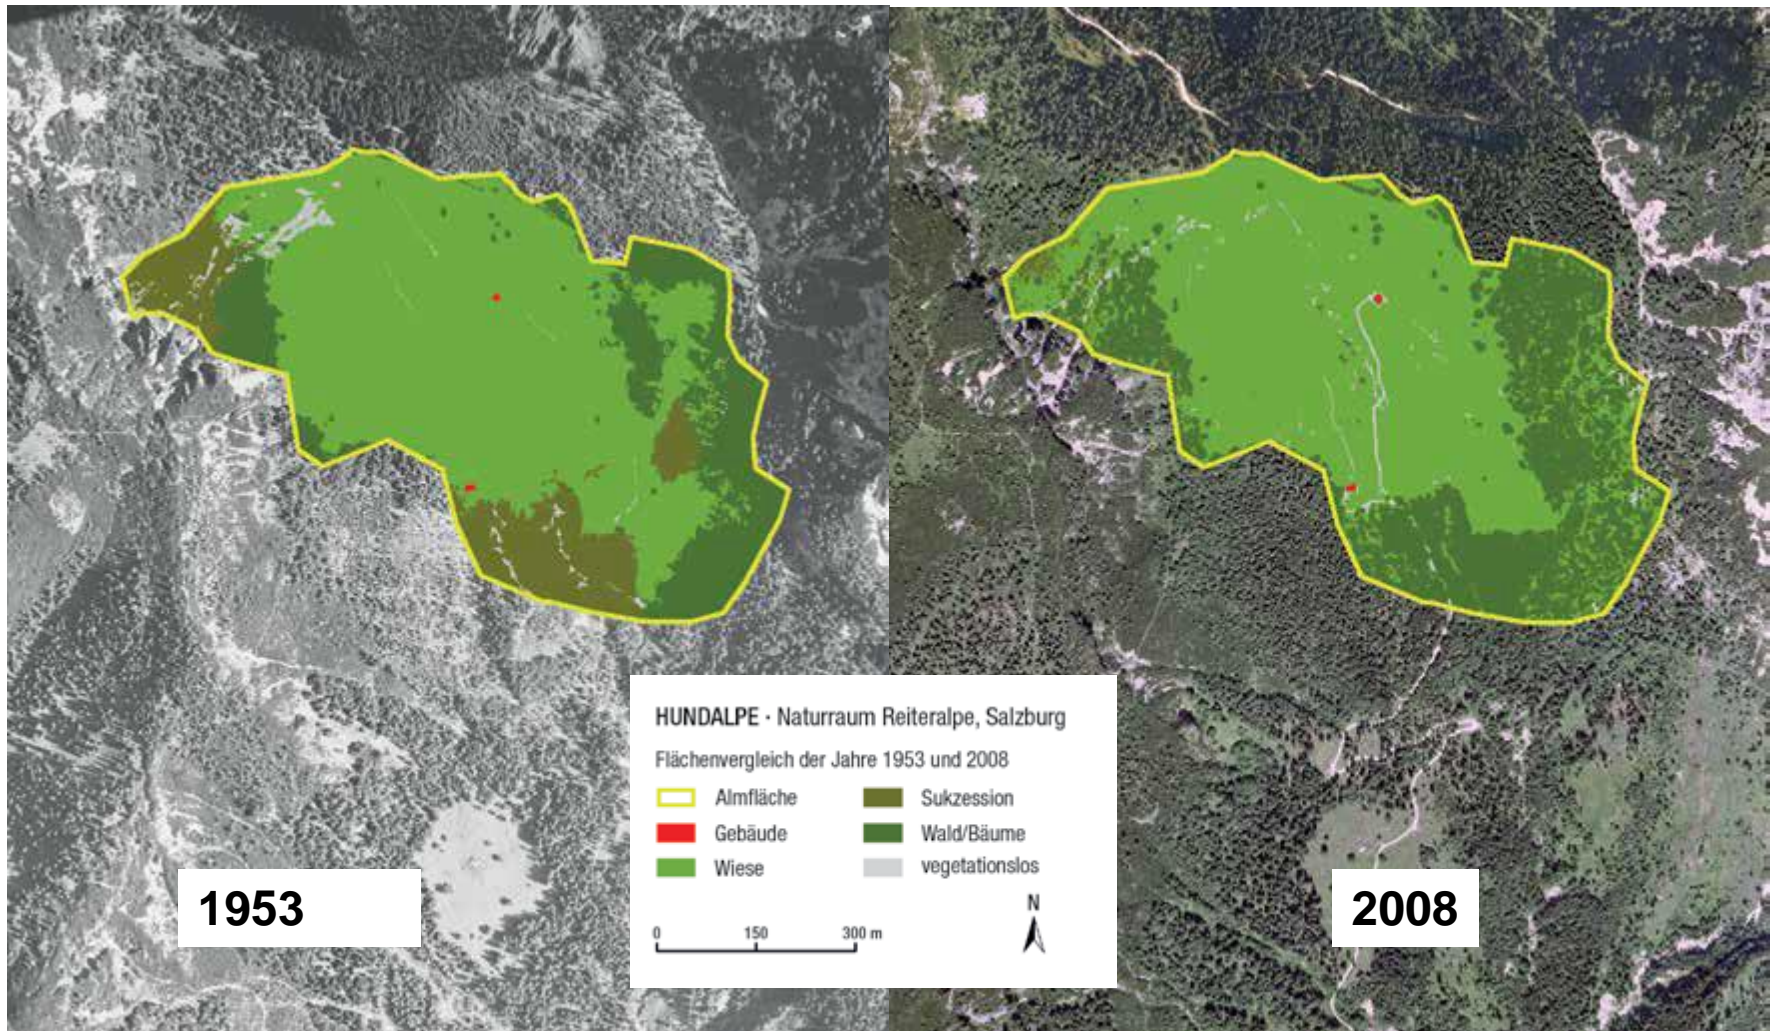 HUNDALPE · Naturraum Reiteralpe, Salzburg
Flächenvergleich der Jahre 1953 und 2008
Almfläche
Sukzession
Gebäude
Wald/Bäume
Wiese
vegetationslos
N
0 150 300 m
1953
2008